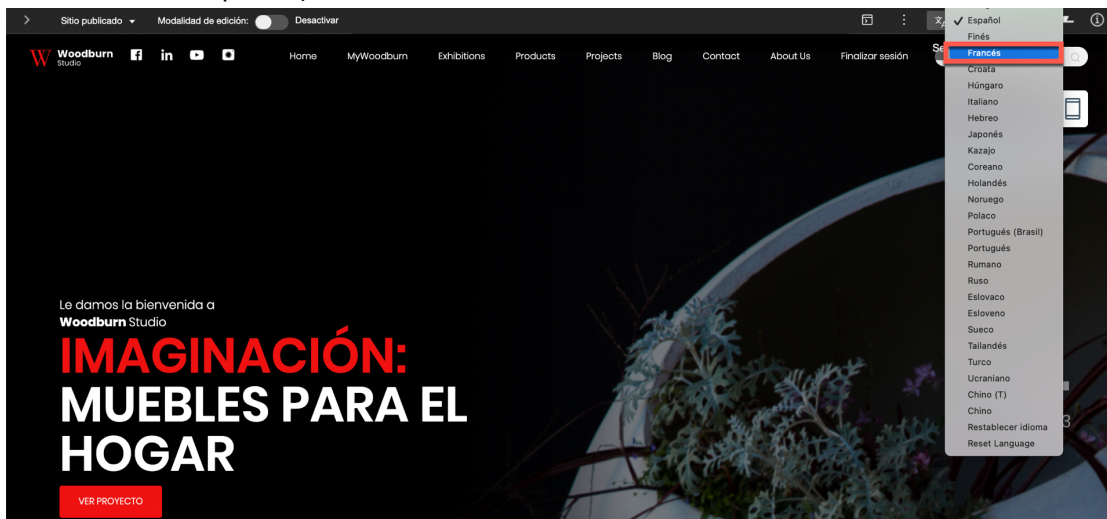 Sitio publicado Modalidad de edición: Desactivar
Woodburn
Studio
Home MyWoodburn Exhibitions Products Projects Blog Contact About Us Finalizar sesión
Español
Finés
Francés
Croata
Húngaro
Italiano
Hebreo
Japonés
Kazajo
Coreano
Holandés
Noruego
Polaco
Portugués (Brasil)
Portugués
Rumano
Ruso
Eslovaco
Esloveno
Sueco
Tailandés
Turco
Ucraniano
Chino (T)
Chino
Restablecer idioma
Reset Language
Le damos la bienvenida a
Woodburn Studio
IMAGINACIÓN:
MUEBLES PARA EL
HOGAR
VER PROYECTO